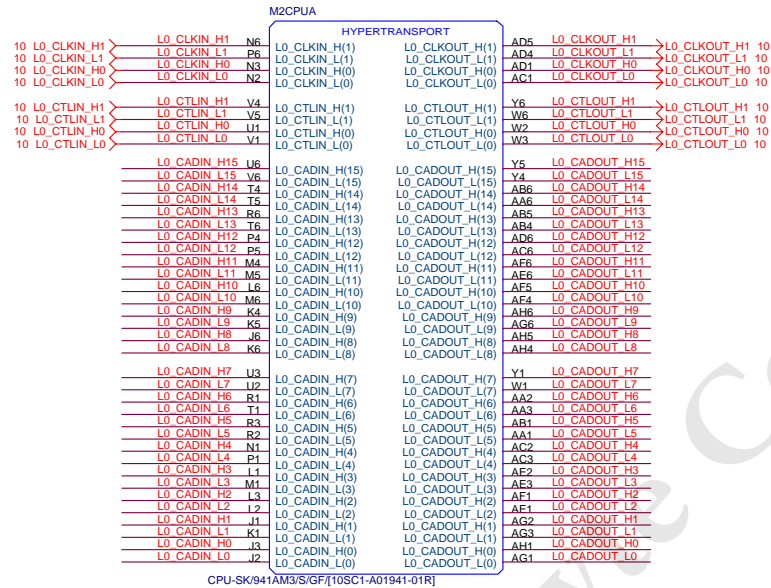 M2CPUA
HYPERTRANSPORT
10 L0_CLKIN_H1 L0_CLKIN_H1 N6 L0_CLKIN_H(1) L0_CLKOUT_H(1) AD5 L0_CLKOUT_H1 L0_CLKOUT_H1 10
10 L0_CLKIN_L1 L0_CLKIN_L1 P6 L0_CLKIN_L(1) L0_CLKOUT_L(1) AD4 L0_CLKOUT_L1 L0_CLKOUT_L1 10
10 L0_CLKIN_H0 L0_CLKIN_H0 N3 L0_CLKIN_H(0) L0_CLKOUT_H(0) AD1 L0_CLKOUT_H0 L0_CLKOUT_H0 10
10 L0_CLKIN_L0 L0_CLKIN_L0 N2 L0_CLKIN_L(0) L0_CLKOUT_L(0) AC1 L0_CLKOUT_L0 L0_CLKOUT_L0 10
10 L0_CTLIN_H1 L0_CTLIN_H1 V4 L0_CTLIN_H(1) L0_CTLOUT_H(1) Y6 L0_CTLOUT_H1 L0_CTLOUT_H1 10
10 L0_CTLIN_L1 L0_CTLIN_L1 V5 L0_CTLIN_L(1) L0_CTLOUT_L(1) W6 L0_CTLOUT_L1 L0_CTLOUT_L1 10
10 L0_CTLIN_H0 L0_CTLIN_H0 U1 L0_CTLIN_H(0) L0_CTLOUT_H(0) W2 L0_CTLOUT_H0 L0_CTLOUT_H0 10
10 L0_CTLIN_L0 L0_CTLIN_L0 V1 L0_CTLIN_L(0) L0_CTLOUT_L(0) W3 L0_CTLOUT_L0 L0_CTLOUT_L0 10
L0_CADIN_H15 U6 L0_CADIN_H(15) L0_CADOUT_H(15) Y5 L0_CADOUT_H15
L0_CADIN_L15 V6 L0_CADIN_L(15) L0_CADOUT_L(15) Y4 L0_CADOUT_L15
L0_CADIN_H14 T4 L0_CADIN_H(14) L0_CADOUT_H(14) AB6 L0_CADOUT_H14
L0_CADIN_L14 T5 L0_CADIN_L(14) L0_CADOUT_L(14) AA6 L0_CADOUT_L14
L0_CADIN_H13 R6 L0_CADIN_H(13) L0_CADOUT_H(13) AB5 L0_CADOUT_H13
L0_CADIN_L13 T6 L0_CADIN_L(13) L0_CADOUT_L(13) AB4 L0_CADOUT_L13
L0_CADIN_H12 P4 L0_CADIN_H(12) L0_CADOUT_H(12) AD6 L0_CADOUT_H12
L0_CADIN_L12 P5 L0_CADIN_L(12) L0_CADOUT_L(12) AC6 L0_CADOUT_L12
L0_CADIN_H11 M4 L0_CADIN_H(11) L0_CADOUT_H(11) AF6 L0_CADOUT_H11
L0_CADIN_L11 M5 L0_CADIN_L(11) L0_CADOUT_L(11) AE6 L0_CADOUT_L11
L0_CADIN_H10 L6 L0_CADIN_H(10) L0_CADOUT_H(10) AF5 L0_CADOUT_H10
L0_CADIN_L10 M6 L0_CADIN_L(10) L0_CADOUT_L(10) AF4 L0_CADOUT_L10
L0_CADIN_H9 K4 L0_CADIN_H(9) L0_CADOUT_H(9) AH6 L0_CADOUT_H9
L0_CADIN_L9 K5 L0_CADIN_L(9) L0_CADOUT_L(9) AG6 L0_CADOUT_L9
L0_CADIN_H8 J6 L0_CADIN_H(8) L0_CADOUT_H(8) AH5 L0_CADOUT_H8
L0_CADIN_L8 K6 L0_CADIN_L(8) L0_CADOUT_L(8) AH4 L0_CADOUT_L8
L0_CADIN_H7 U3 L0_CADIN_H(7) L0_CADOUT_H(7) Y1 L0_CADOUT_H7
L0_CADIN_L7 U2 L0_CADIN_L(7) L0_CADOUT_L(7) W1 L0_CADOUT_L7
L0_CADIN_H6 R1 L0_CADIN_H(6) L0_CADOUT_H(6) AA2 L0_CADOUT_H6
L0_CADIN_L6 T1 L0_CADIN_L(6) L0_CADOUT_L(6) AA3 L0_CADOUT_L6
L0_CADIN_H5 R3 L0_CADIN_H(5) L0_CADOUT_H(5) AB1 L0_CADOUT_H5
L0_CADIN_L5 R2 L0_CADIN_L(5) L0_CADOUT_L(5) AA1 L0_CADOUT_L5
L0_CADIN_H4 N1 L0_CADIN_H(4) L0_CADOUT_H(4) AC2 L0_CADOUT_H4
L0_CADIN_L4 P1 L0_CADIN_L(4) L0_CADOUT_L(4) AC3 L0_CADOUT_L4
L0_CADIN_H3 L1 L0_CADIN_H(3) L0_CADOUT_H(3) AE2 L0_CADOUT_H3
L0_CADIN_L3 M1 L0_CADIN_L(3) L0_CADOUT_L(3) AE3 L0_CADOUT_L3
L0_CADIN_H2 L3 L0_CADIN_H(2) L0_CADOUT_H(2) AF1 L0_CADOUT_H2
L0_CADIN_L2 L2 L0_CADIN_L(2) L0_CADOUT_L(2) AE1 L0_CADOUT_L2
L0_CADIN_H1 J1 L0_CADIN_H(1) L0_CADOUT_H(1) AG2 L0_CADOUT_H1
L0_CADIN_L1 K1 L0_CADIN_L(1) L0_CADOUT_L(1) AG3 L0_CADOUT_L1
L0_CADIN_H0 J3 L0_CADIN_H(0) L0_CADOUT_H(0) AH1 L0_CADOUT_H0
L0_CADIN_L0 J2 L0_CADIN_L(0) L0_CADOUT_L(0) AG1 L0_CADOUT_L0
CPU-SK/941AM3/S/GF/[10SC1-A01941-01R]